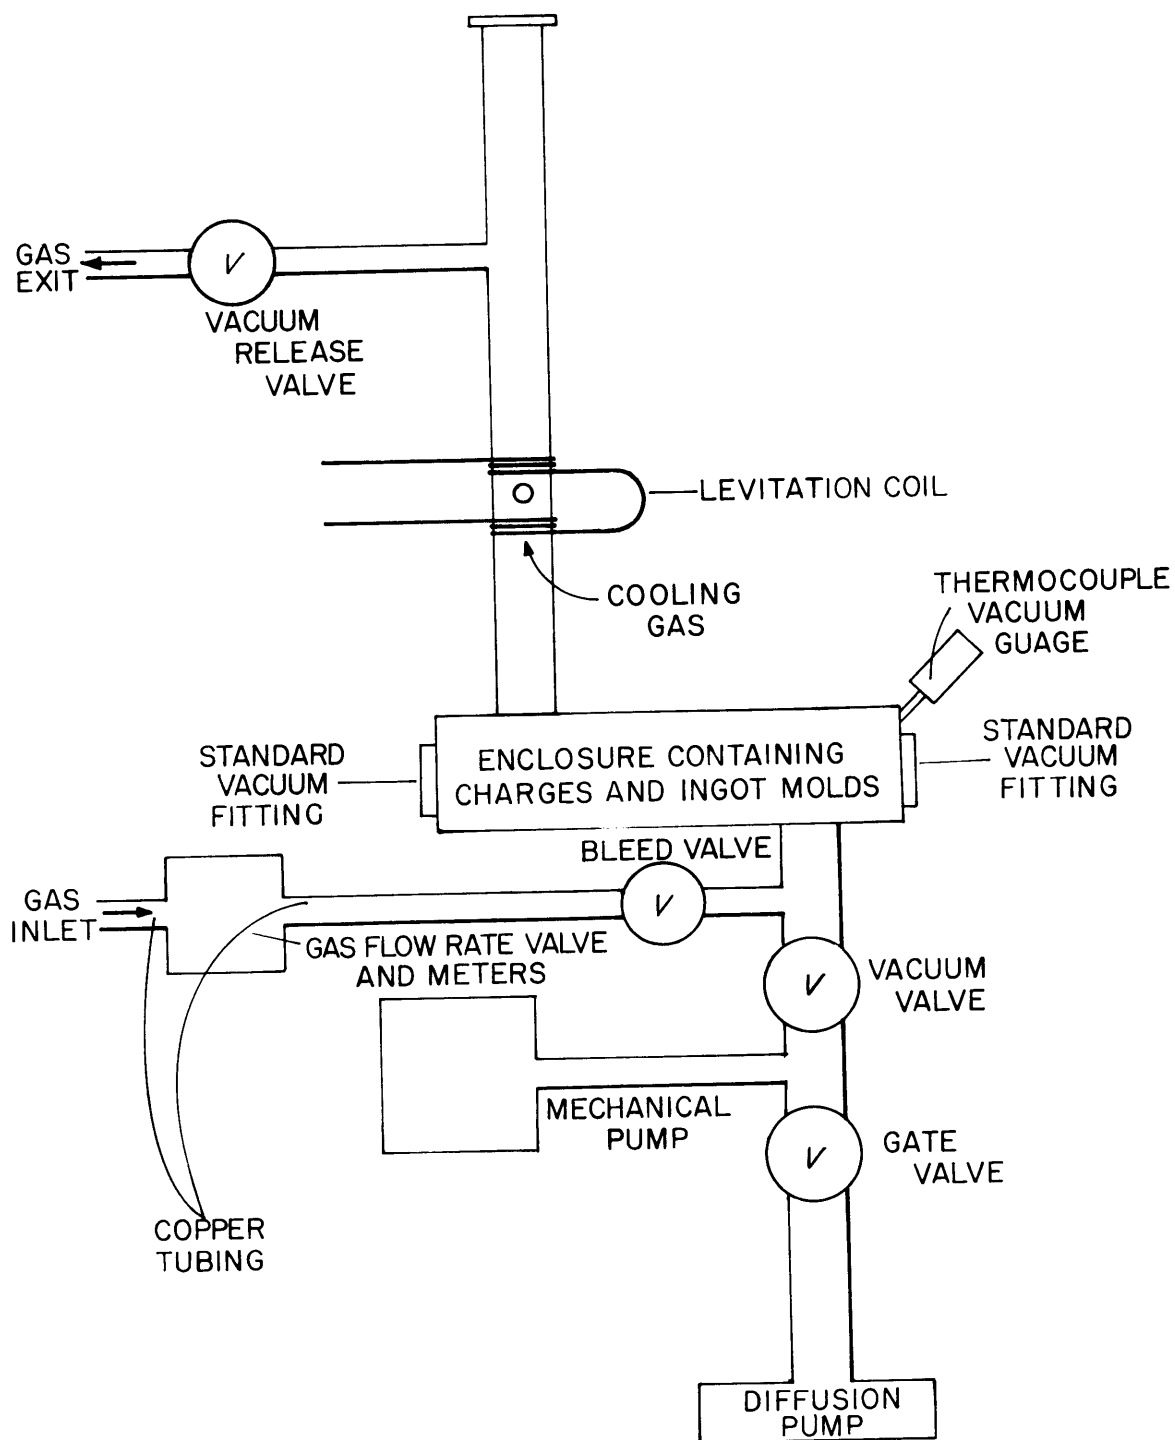 GAS
EXIT
V
VACUUM
RELEASE
VALVE
LEVITATION COIL
COOLING
GAS
THERMOCOUPLE
VACUUM
GUAGE
STANDARD
VACUUM
FITTING
ENCLOSURE CONTAINING
CHARGES AND INGOT MOLDS
STANDARD
VACUUM
FITTING
BLEED VALVE
V
GAS
INLET
GAS FLOW RATE VALVE
AND METERS
V
VACUUM
VALVE
MECHANICAL
PUMP
V
GATE
VALVE
COPPER
TUBING
DIFFUSION
PUMP